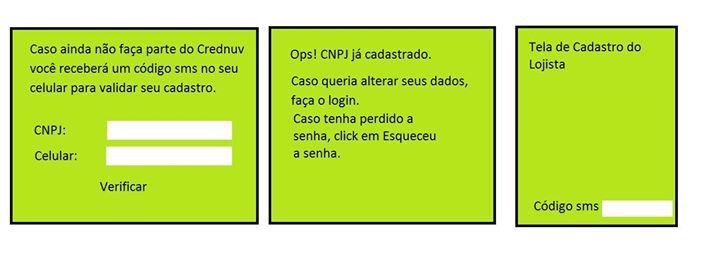 Caso ainda não faça parte do Crednuv
você receberá um código sms no seu
celular para validar seu cadastro.
CNPJ:
Celular:
Verificar
Ops! CNPJ já cadastrado.
Caso queria alterar seus dados,
faça o login.
Caso tenha perdido a
senha, click em Esqueceu
a senha.
Tela de Cadastro do
Lojista
Código sms